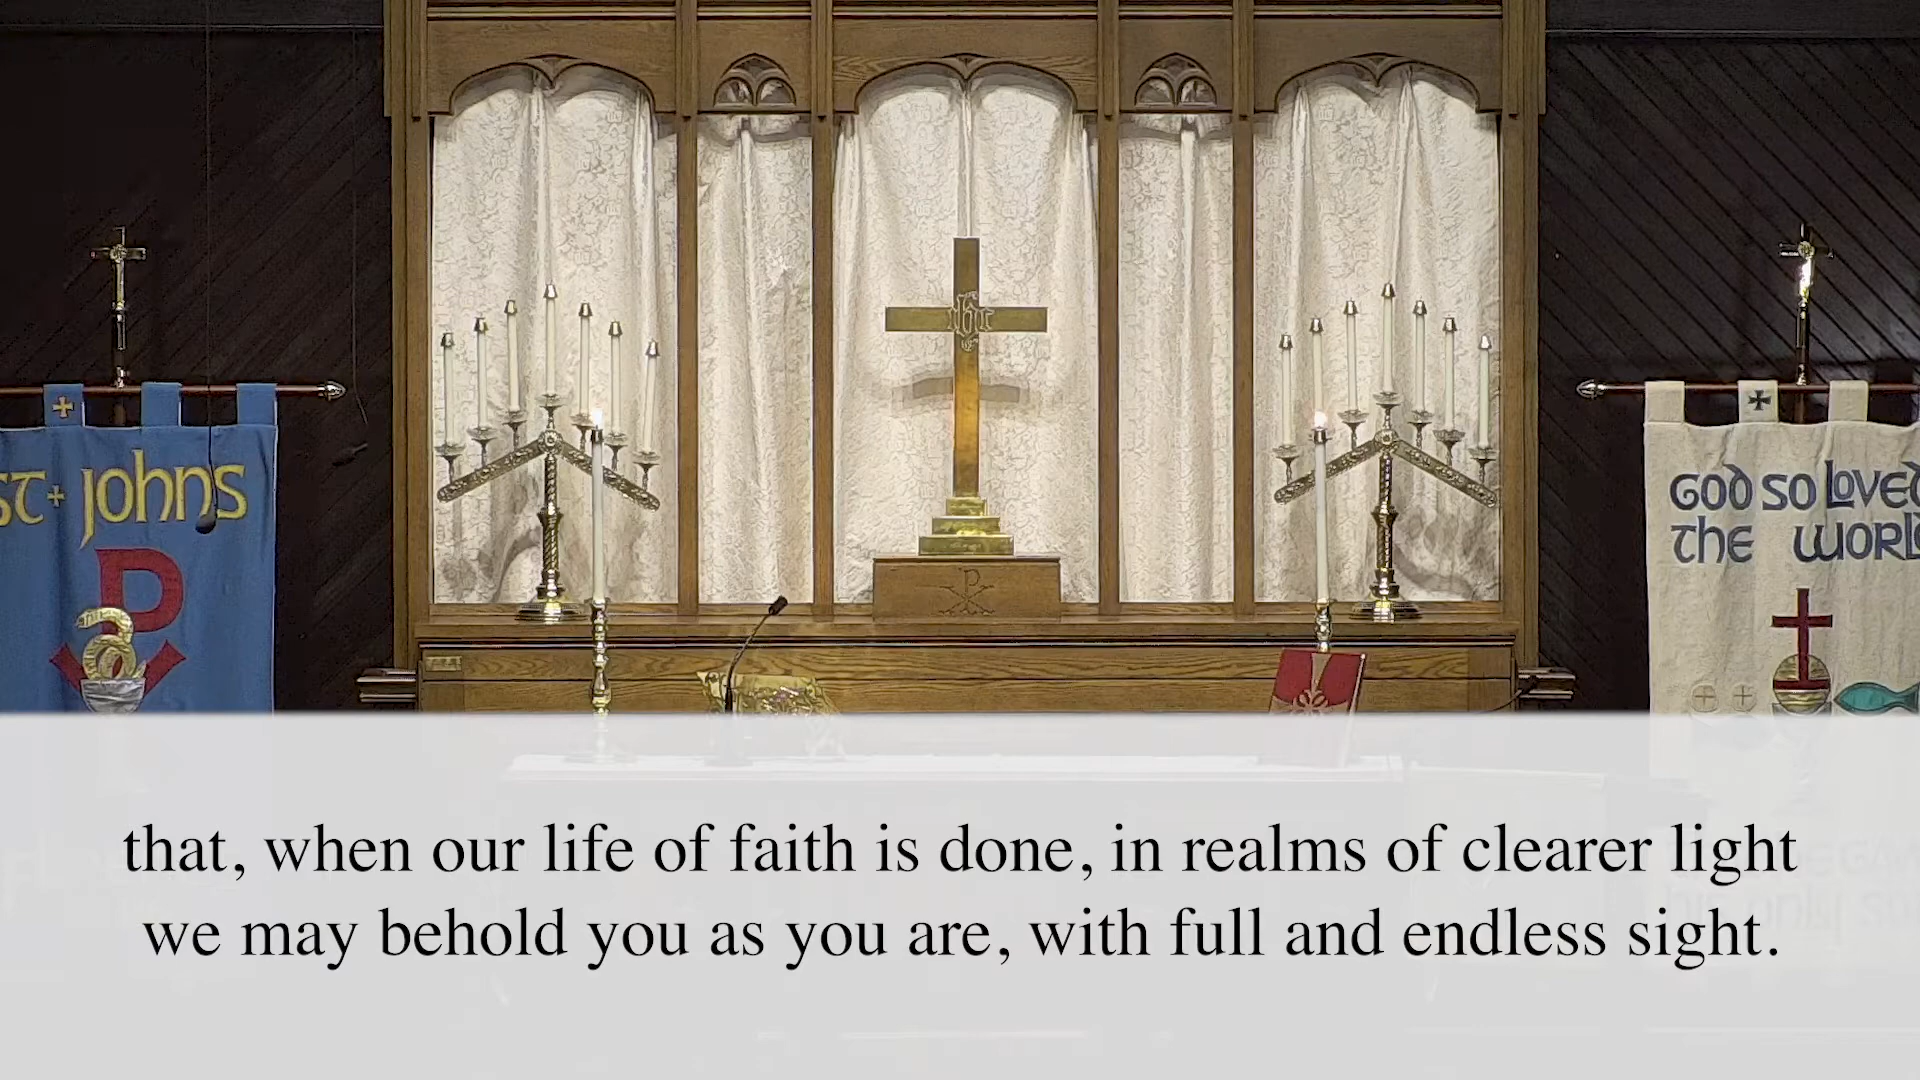 ST+ Johns
GOD SO LOVED
THE WORLD
that, when our life of faith is done, in realms of clearer light
we may behold you as you are, with full and endless sight.